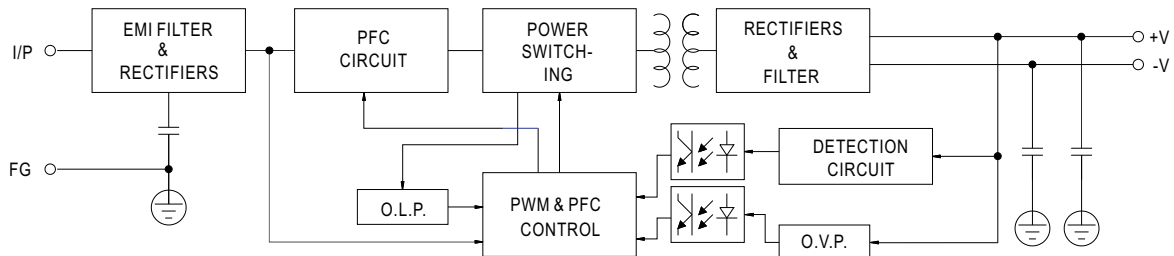 I/P
EMI FILTER
&
RECTIFIERS
PFC
CIRCUIT
POWER
SWITCH-
ING
RECTIFIERS
&
FILTER
+V
-V
FG
DETECTION
CIRCUIT
O.L.P.
PWM & PFC
CONTROL
O.V.P.